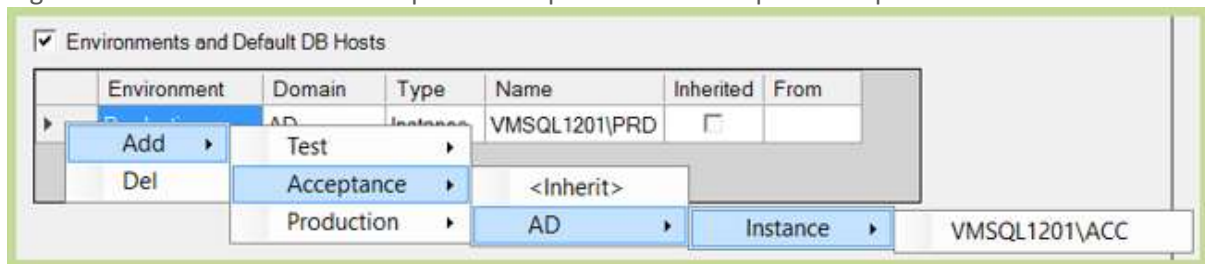 Environments and Default DB Hosts
Environment Domain Type Name Inherited From
VMSQL1201\PRD
Add Test
Del Acceptance <Inherit>
Production AD Instance VMSQL1201\ACC